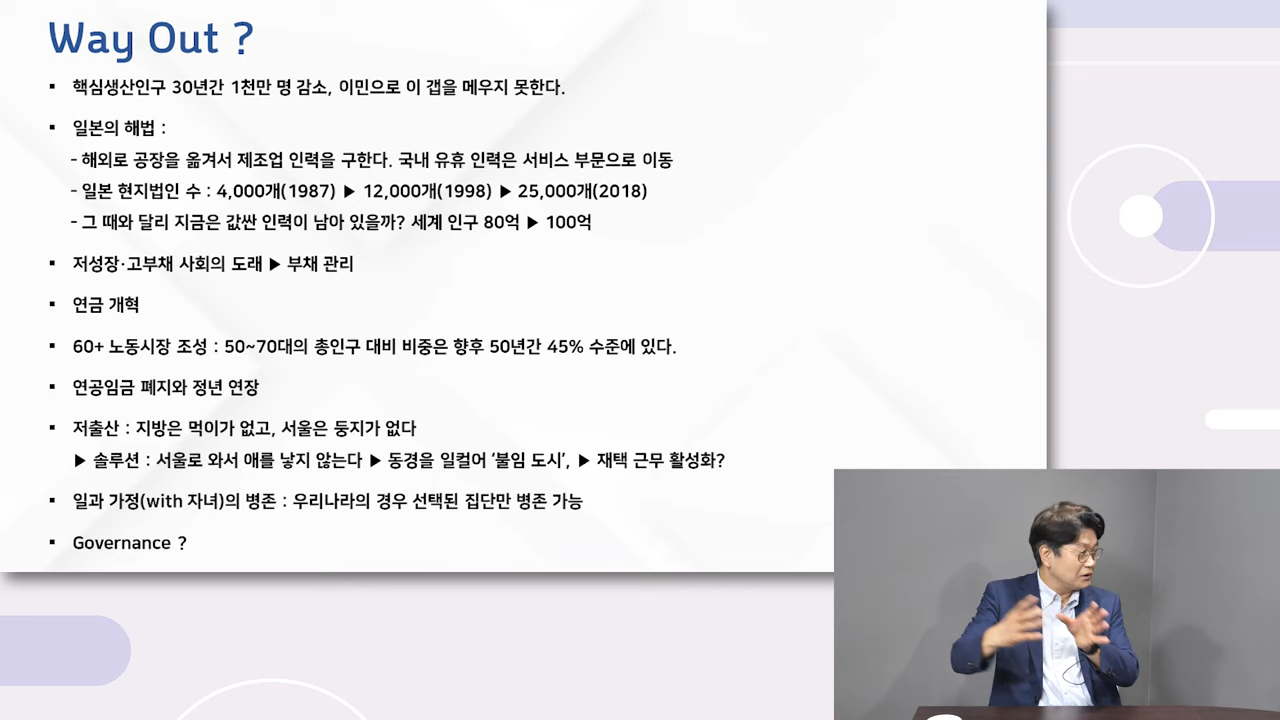 Way Out ?
▪ 핵심생산인구 30년간 1천만 명 감소, 이민으로 이 갭을 메우지 못한다.
▪ 일본의 해법 :
- 해외로 공장을 옮겨서 제조업 인력을 구한다. 국내 유휴 인력은 서비스 부문으로 이동
- 일본 현지법인 수 : 4,000개(1987) ▶ 12,000개(1998) ▶ 25,000개(2018)
- 그 때와 달리 지금은 값싼 인력이 남아 있을까? 세계 인구 80억 ▶ 100억
▪ 저성장·고부채 사회의 도래 ▶ 부채 관리
▪ 연금 개혁
▪ 60+ 노동시장 조성 : 50~70대의 총인구 대비 비중은 향후 50년간 45% 수준에 있다.
▪ 연공임금 폐지와 정년 연장
▪ 저출산 : 지방은 먹이가 없고, 서울은 둥지가 없다
▶ 솔루션 : 서울로 와서 애를 낳지 않는다 ▶ 동경을 일컬어 ‘불임 도시’, ▶ 재택 근무 활성화?
▪ 일과 가정(with 자녀)의 병존 : 우리나라의 경우 선택된 집단만 병존 가능
▪ Governance ?